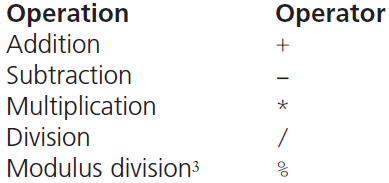 Operation Operator
Addition +
Subtraction –
Multiplication *
Division /
Modulus division³ %